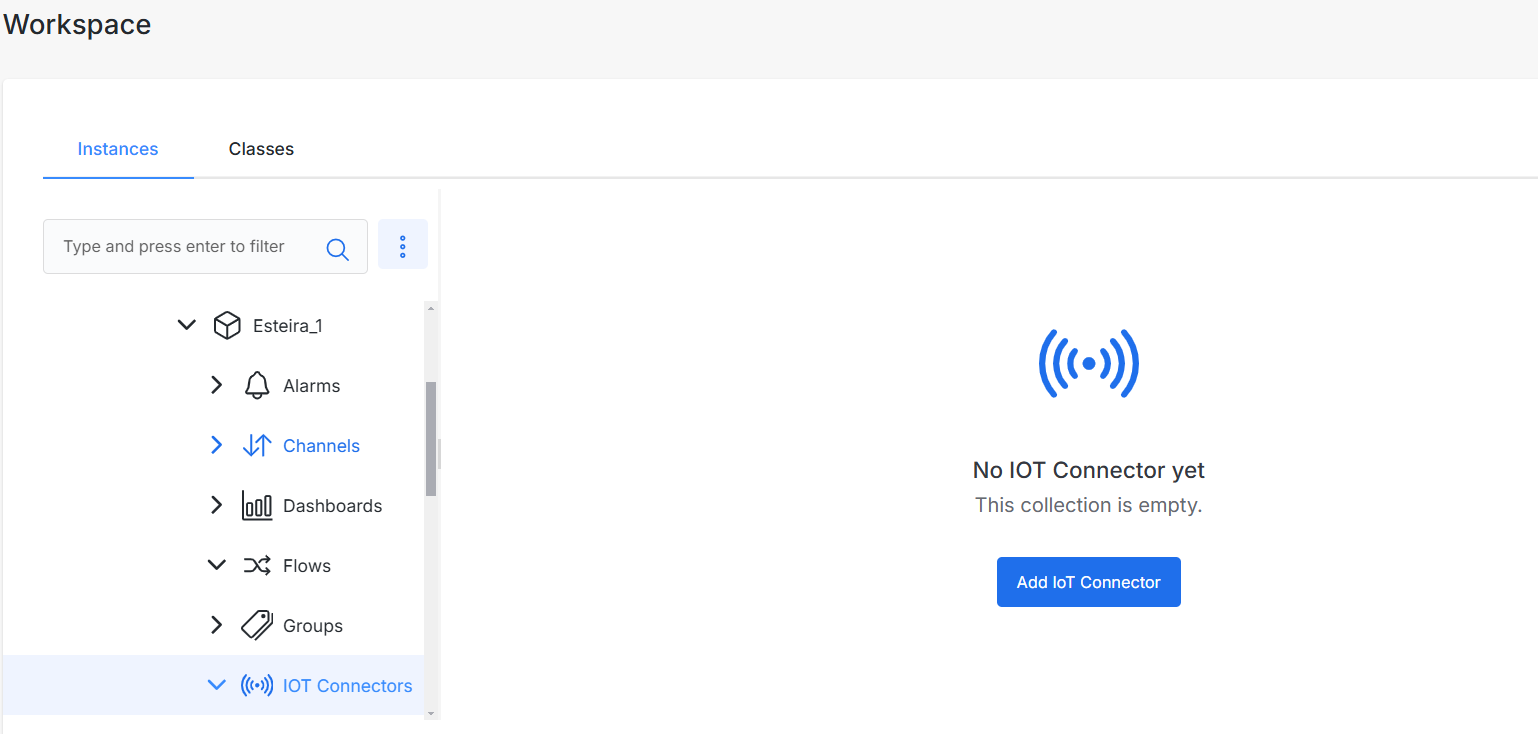 Workspace
Instances
Classes
Type and press enter to filter
Esteira_1
Alarms
Channels
Dashboards
Flows
Groups
IOT Connectors
No IOT Connector yet
This collection is empty.
Add IoT Connector